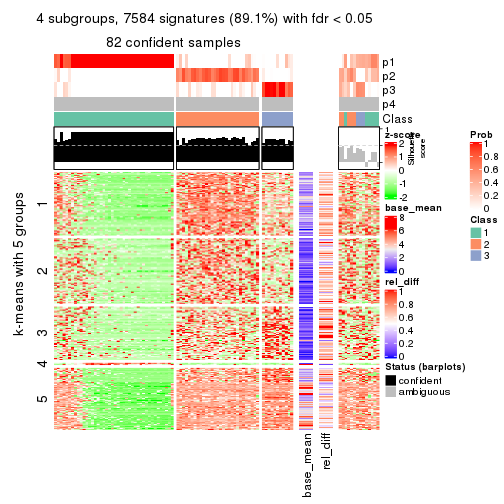 4 subgroups, 7584 signatures (89.1%) with fdr < 0.05
82 confident samples
p1
p2
p3
p4
Class
1
Silhouette
score
k-means with 5 groups
1
2
3
4
5
base_mean
rel_diff
z-score
2
1
0
-1
-2
base_mean
8
6
4
2
0
rel_diff
1
0.8
0.6
0.4
0.2
0
Status (barplots)
confident
ambiguous
Prob
1
0.8
0.6
0.4
0.2
0
Class
1
2
3